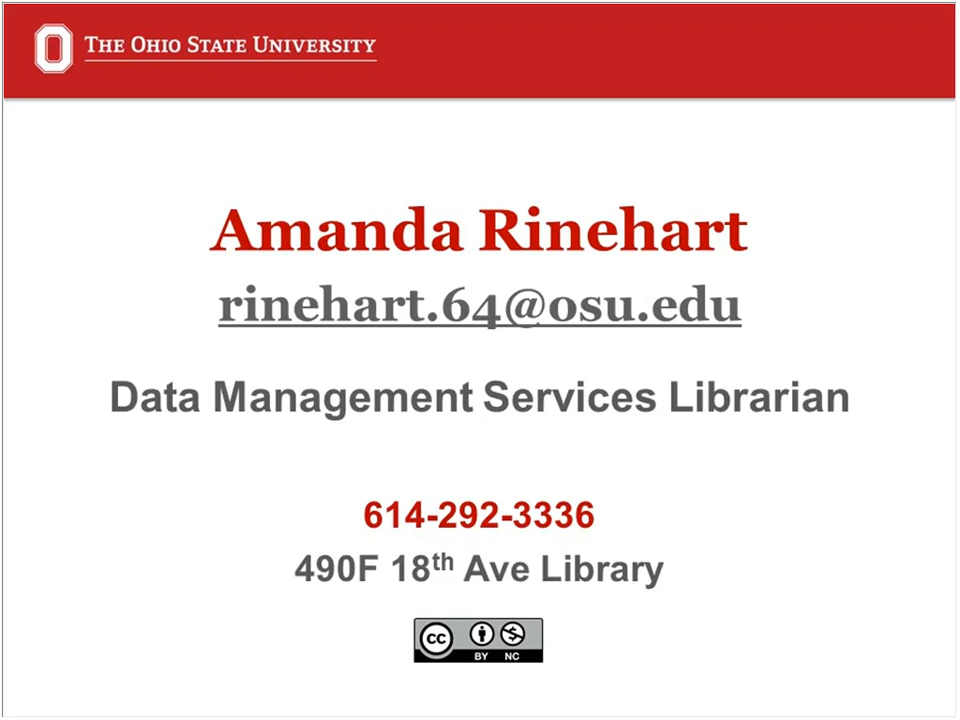 THE OHIO STATE UNIVERSITY
Amanda Rinehart
rinehart.64@osu.edu
Data Management Services Librarian
614-292-3336
490F 18th Ave Library
cc BY NC